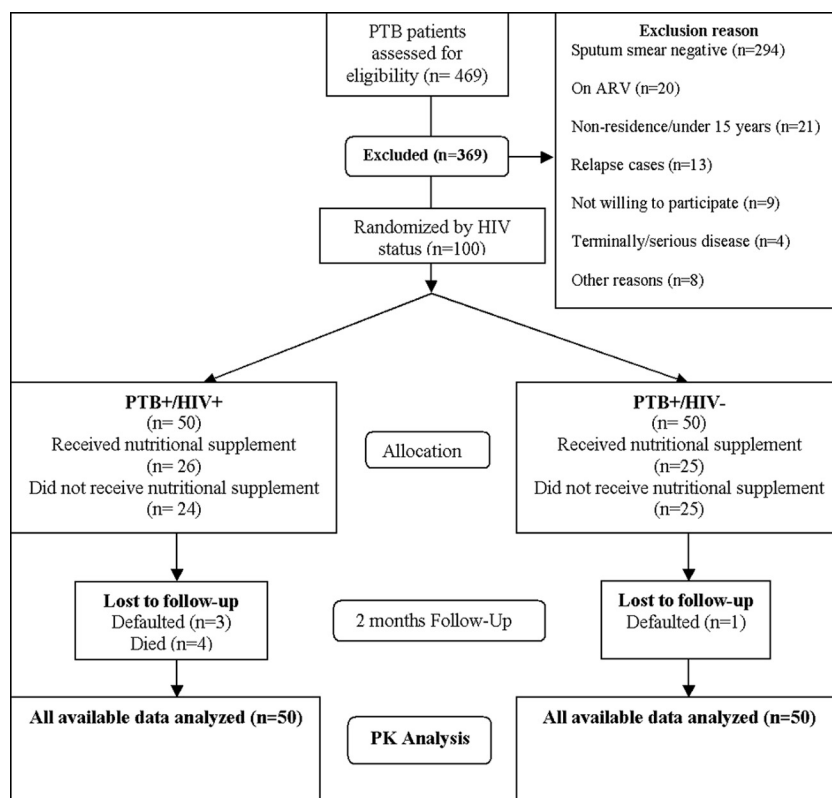 PTB patients
assessed for
eligibility (n= 469)
Exclusion reason
Sputum smear negative (n=294)
On ARV (n=20)
Non-residence/under 15 years (n=21)
Relapse cases (n=13)
Not willing to participate (n=9)
Terminally/serious disease (n=4)
Other reasons (n=8)
Excluded (n=369)
Randomized by HIV
status (n=100)
PTB+/HIV+
(n= 50)
Received nutritional supplement
(n= 26)
Did not receive nutritional supplement
(n= 24)
Allocation
PTB+/HIV-
(n= 50)
Received nutritional supplement
(n=25)
Did not receive nutritional supplement
(n=25)
Lost to follow-up
Defaulted (n=3)
Died (n=4)
2 months Follow-Up
Lost to follow-up
Defaulted (n=1)
All available data analyzed (n=50)
PK Analysis
All available data analyzed (n=50)